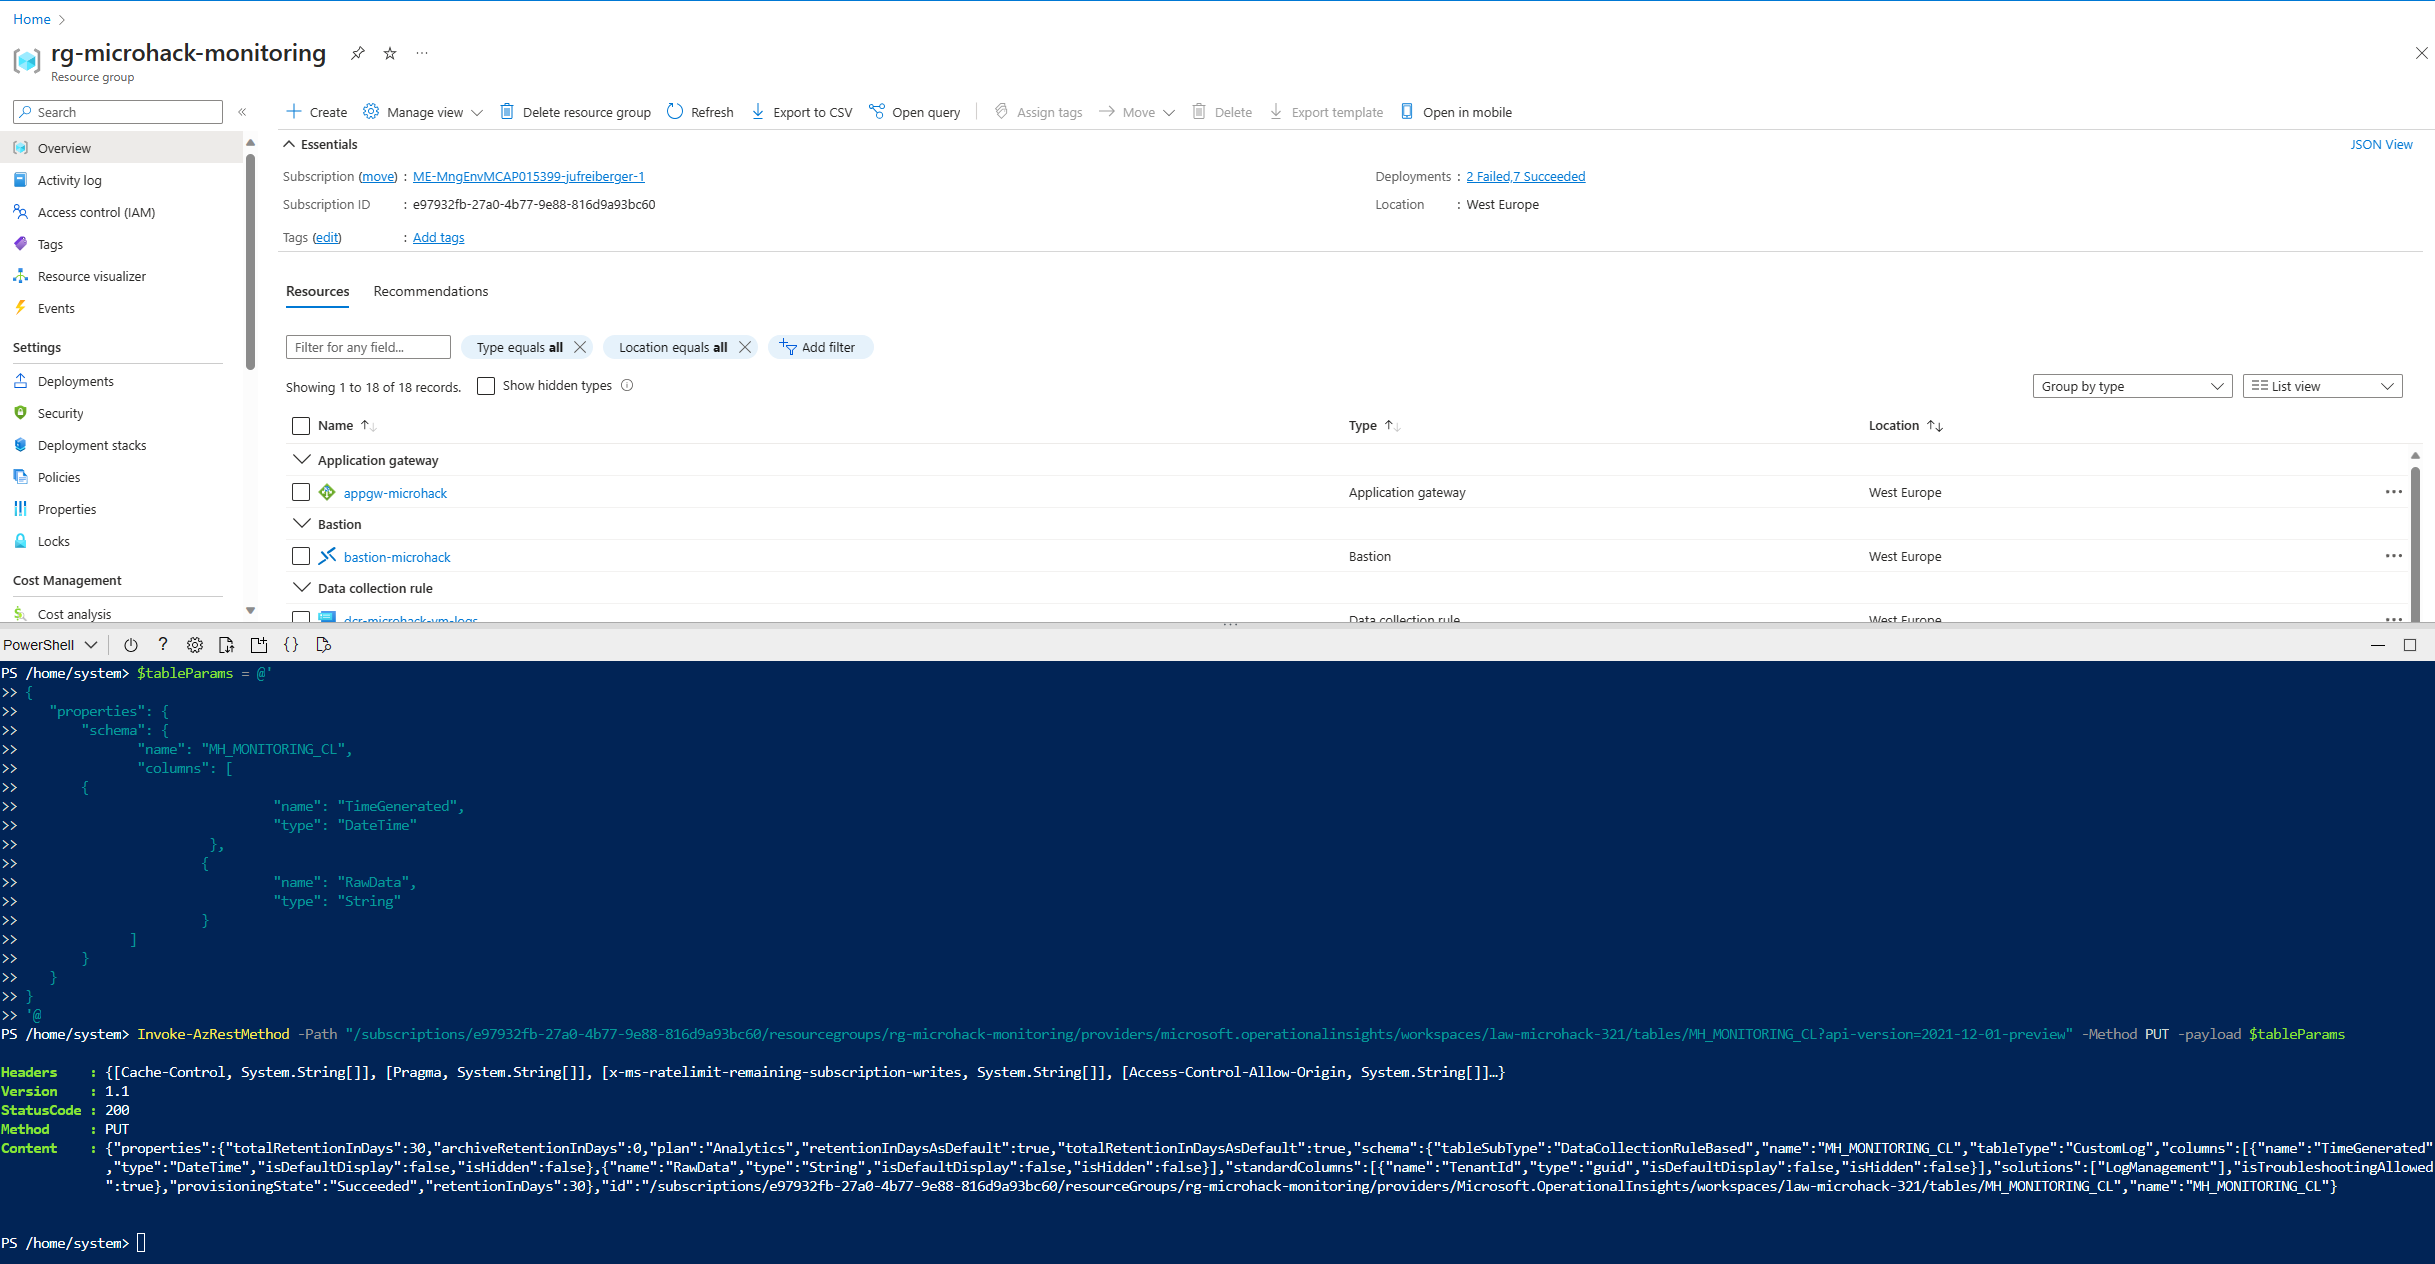 Home
rg-microhack-monitoring
Resource group
Search
Create Manage view Delete resource group Refresh Export to CSV Open query Assign tags Move Delete Export template Open in mobile
Overview
Activity log
Access control (IAM)
Tags
Resource visualizer
Events
Settings
Deployments
Security
Deployment stacks
Policies
Properties
Locks
Cost Management
Cost analysis
Essentials
JSON View
Subscription (move) : ME-MngEnvMCAP015399-jufreiberger-1
Deployments : 2 Failed,7 Succeeded
Subscription ID : e97932fb-27a0-4b77-9e88-816d9a93bc60
Location : West Europe
Tags (edit) : Add tags
Resources Recommendations
Filter for any field... Type equals all Location equals all Add filter
Showing 1 to 18 of 18 records. Show hidden types
Group by type List view
Name Type Location
Application gateway
appgw-microhack Application gateway West Europe ...
Bastion
bastion-microhack Bastion West Europe ...
Data collection rule
dcr-microhack-vm-logs Data collection rule West Europe ...
PowerShell ? {}
PS /home/system> $tableParams = @'
>> {
>>    "properties": {
>>        "schema": {
>>               "name": "MH_MONITORING_CL",
>>               "columns": [
>>        {
>>                                "name": "TimeGenerated",
>>                                "type": "DateTime"
>>                        },
>>                       {
>>                                "name": "RawData",
>>                                "type": "String"
>>                       }
>>              ]
>>        }
>>    }
>> }
>> '@
PS /home/system> Invoke-AzRestMethod -Path "/subscriptions/e97932fb-27a0-4b77-9e88-816d9a93bc60/resourcegroups/rg-microhack-monitoring/providers/microsoft.operationalinsights/workspaces/law-microhack-321/tables/MH_MONITORING_CL?api-version=2021-12-01-preview" -Method PUT -payload $tableParams
Headers    : {[Cache-Control, System.String[]], [Pragma, System.String[]], [x-ms-ratelimit-remaining-subscription-writes, System.String[]], [Access-Control-Allow-Origin, System.String[]]…}
Version    : 1.1
StatusCode : 200
Method     : PUT
Content    : {"properties":{"totalRetentionInDays":30,"archiveRetentionInDays":0,"plan":"Analytics","retentionInDaysAsDefault":true,"totalRetentionInDaysAsDefault":true,"schema":{"tableSubType":"DataCollectionRuleBased","name":"MH_MONITORING_CL","tableType":"CustomLog","columns":[{"name":"TimeGenerated"
,"type":"DateTime","isDefaultDisplay":false,"isHidden":false},{"name":"RawData","type":"String","isDefaultDisplay":false,"isHidden":false}],"standardColumns":[{"name":"TenantId","type":"guid","isDefaultDisplay":false,"isHidden":false}],"solutions":["LogManagement"],"isTroubleshootingAllowed
":true},"provisioningState":"Succeeded","retentionInDays":30},"id":"/subscriptions/e97932fb-27a0-4b77-9e88-816d9a93bc60/resourceGroups/rg-microhack-monitoring/providers/Microsoft.OperationalInsights/workspaces/law-microhack-321/tables/MH_MONITORING_CL","name":"MH_MONITORING_CL"}
PS /home/system>